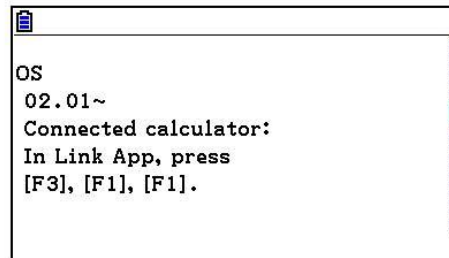 OS
02.01~
Connected calculator:
In Link App, press
[F3], [F1], [F1].